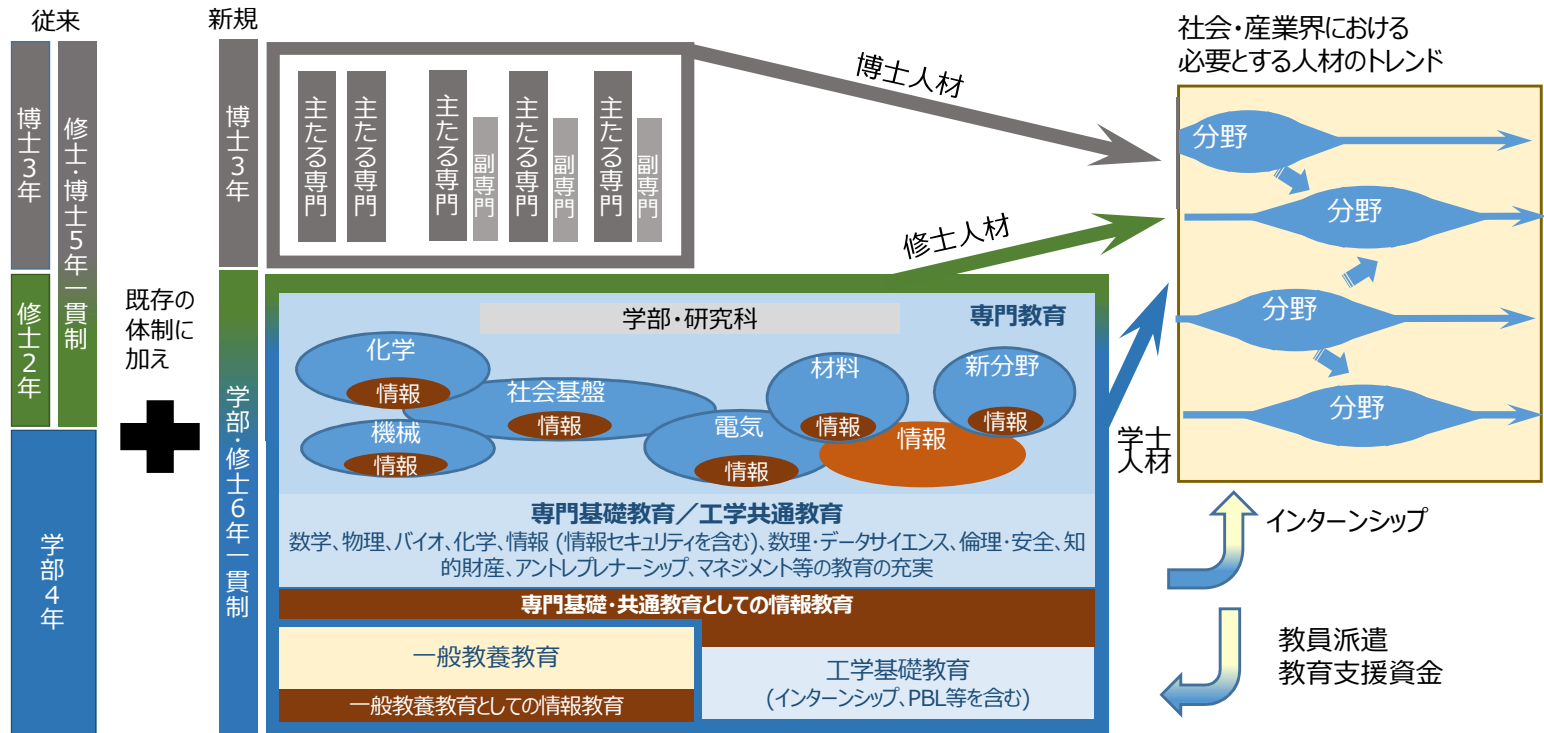 従来
博士3年
修士・博士5年一貫制
修士2年
学部4年
既存の
体制に
加え
新規
博士3年
学部・修士6年一貫制
主たる専門
主たる専門
主たる専門
副専門
主たる専門
副専門
主たる専門
副専門
学部・研究科
専門教育
化学
情報
機械
情報
社会基盤
情報
電気
情報
材料
情報
情報
新分野
情報
専門基礎教育／工学共通教育
数学、物理、バイオ、化学、情報 (情報セキュリティを含む)、数理・データサイエンス、倫理・安全、知
的財産、アントレプレナーシップ、マネジメント等の教育の充実
専門基礎・共通教育としての情報教育
一般教養教育
一般教養教育としての情報教育
工学基礎教育
(インターンシップ、PBL等を含む)
博士人材
修士人材
学士
人材
社会・産業界における
必要とする人材のトレンド
分野
分野
分野
分野
インターンシップ
教員派遣
教育支援資金